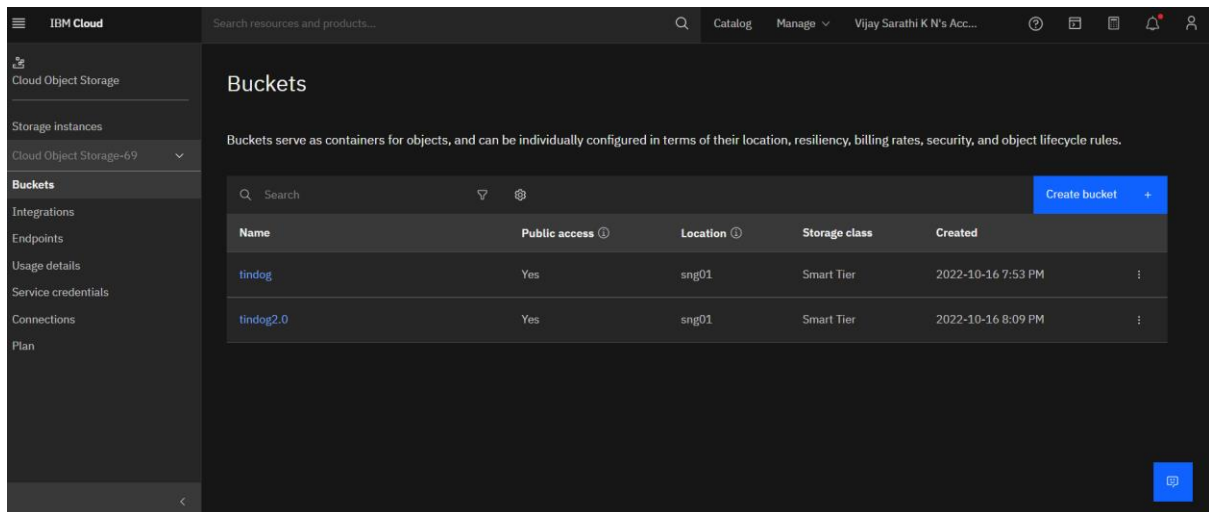 IBM Cloud
Search resources and products...
Catalog
Manage
Vijay Sarathi K N's Acc...
Cloud Object Storage
Storage instances
Cloud Object Storage-69
Buckets
Integrations
Endpoints
Usage details
Service credentials
Connections
Plan
Buckets
Buckets serve as containers for objects, and can be individually configured in terms of their location, resiliency, billing rates, security, and object lifecycle rules.
Search
Create bucket +
Name Public access Location Storage class Created
tindog Yes sng01 Smart Tier 2022-10-16 7:53 PM
tindog2.0 Yes sng01 Smart Tier 2022-10-16 8:09 PM